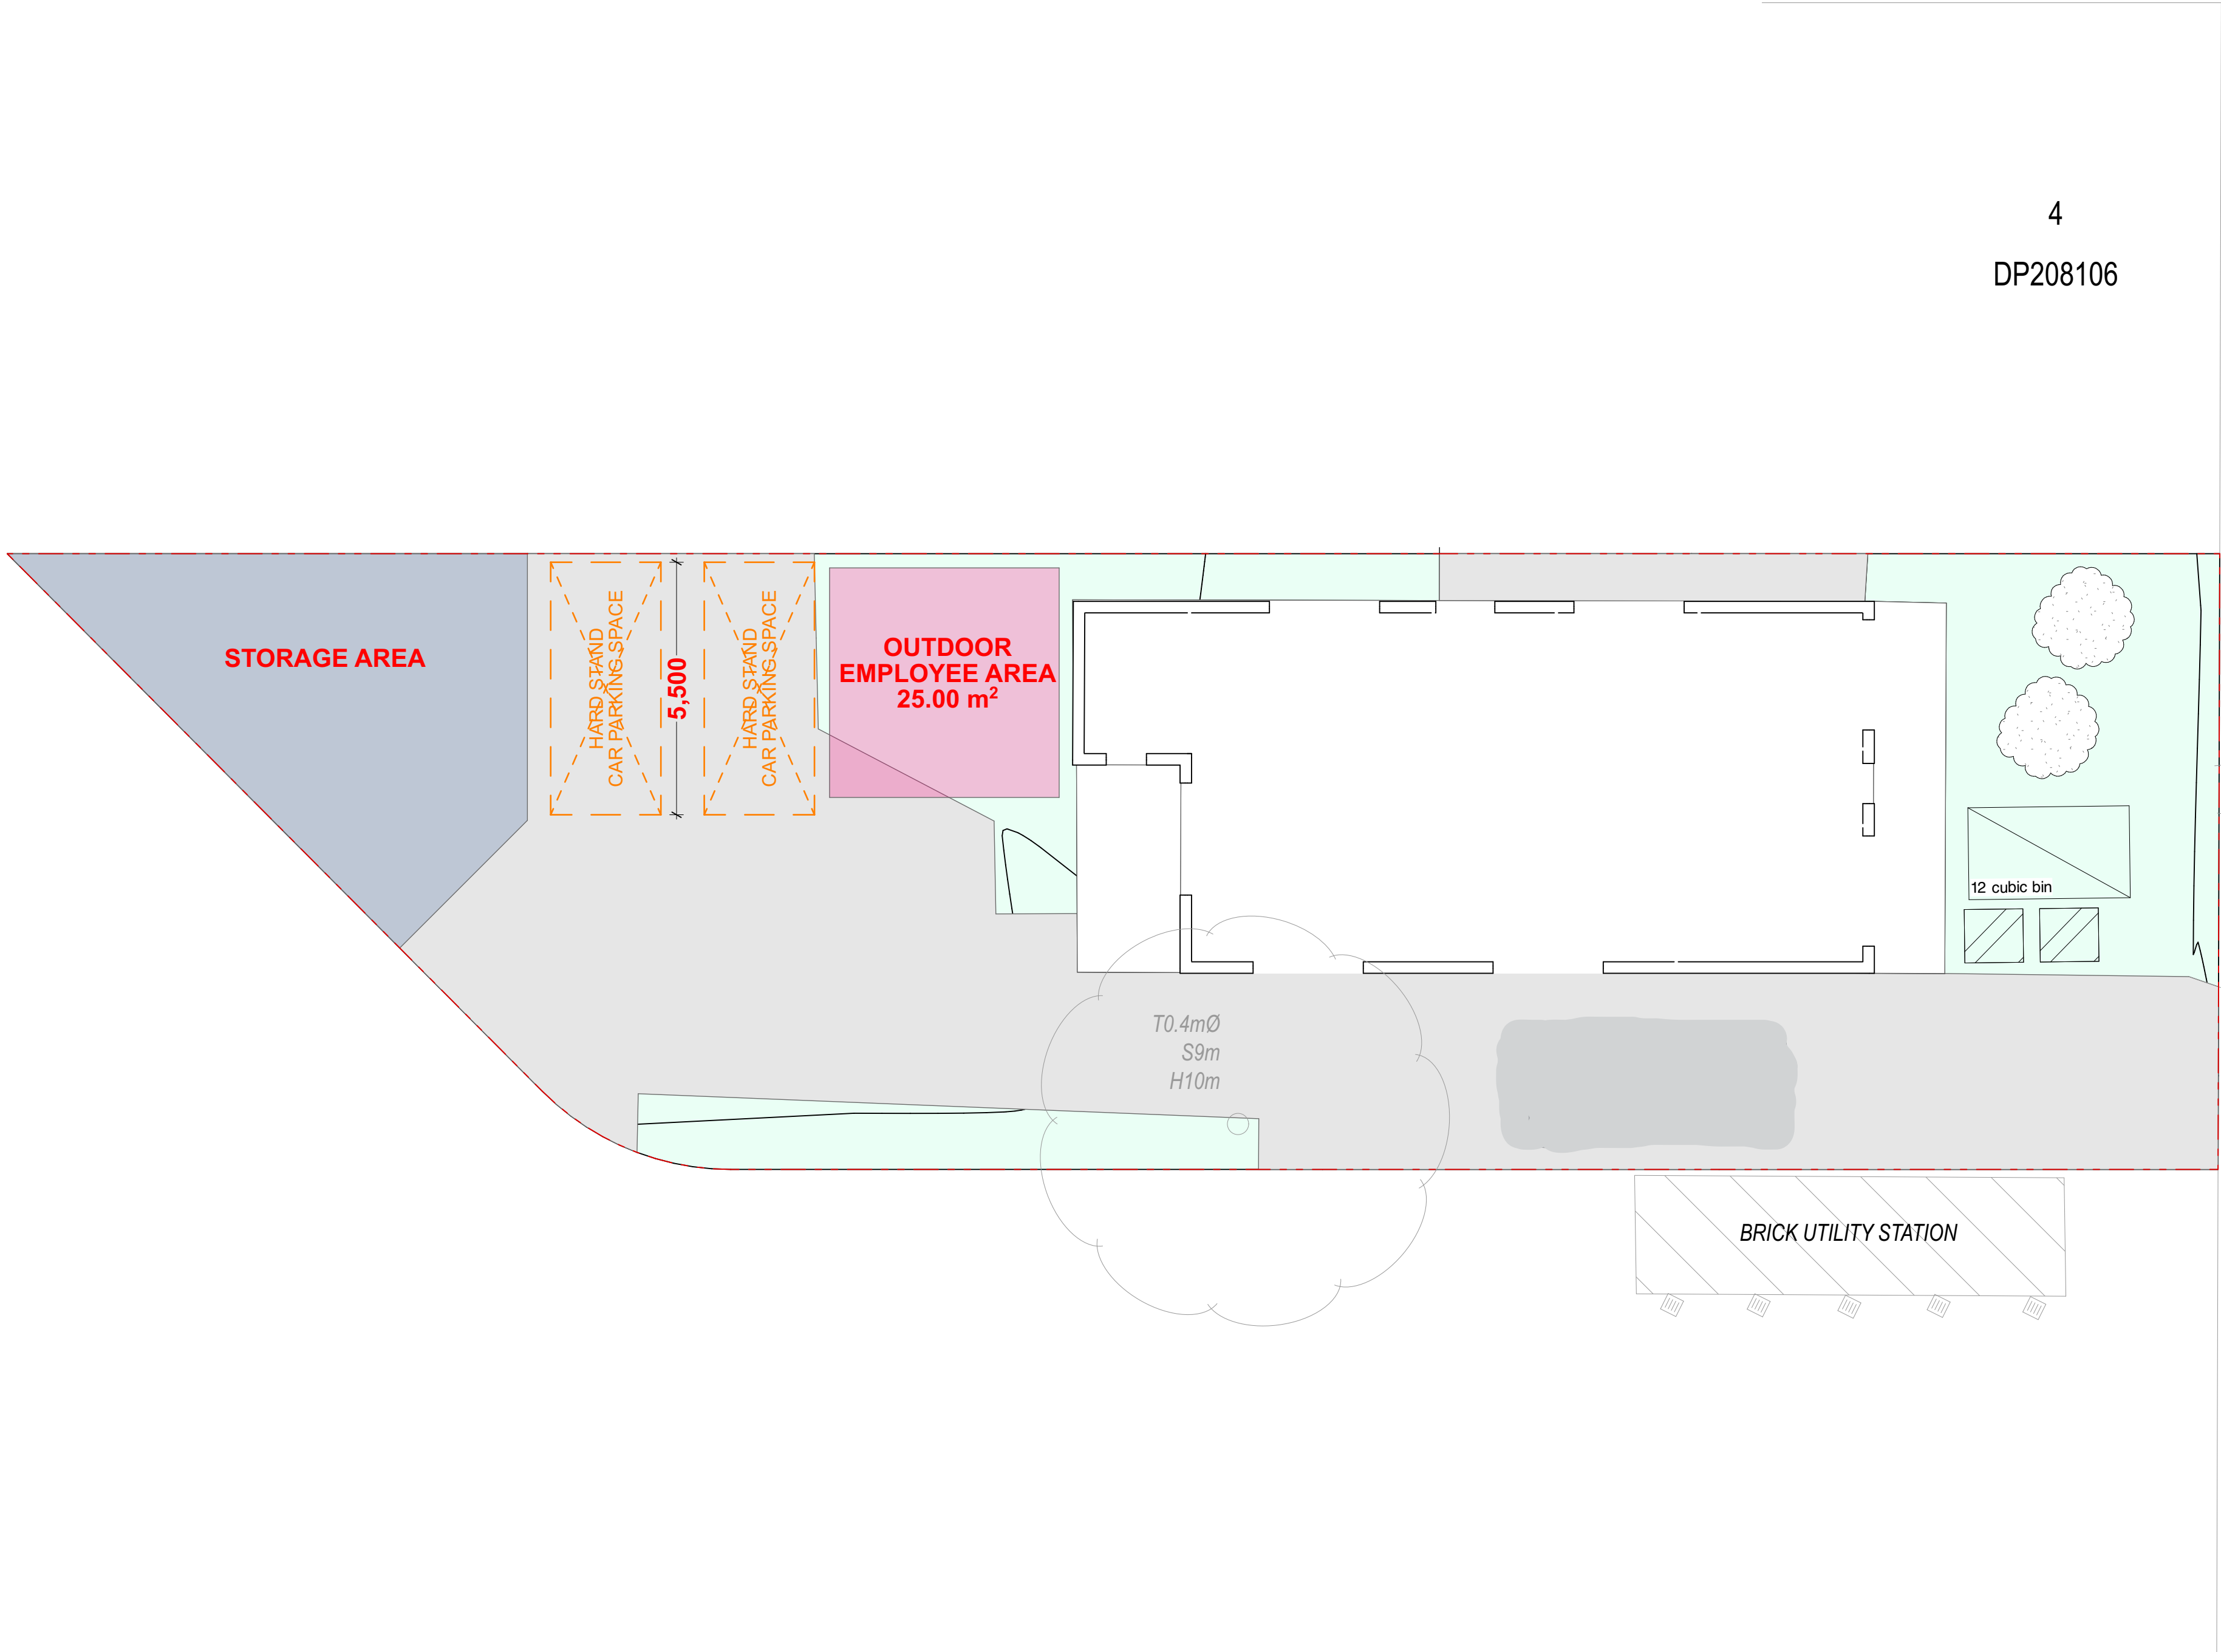 4
DP208106
STORAGE AREA
HARD STAND
CAR PARKING SPACE
5,500
HARD STAND
CAR PARKING SPACE
OUTDOOR
EMPLOYEE AREA
25.00 m²
12 cubic bin
T0.4mØ
S9m
H10m
BRICK UTILITY STATION